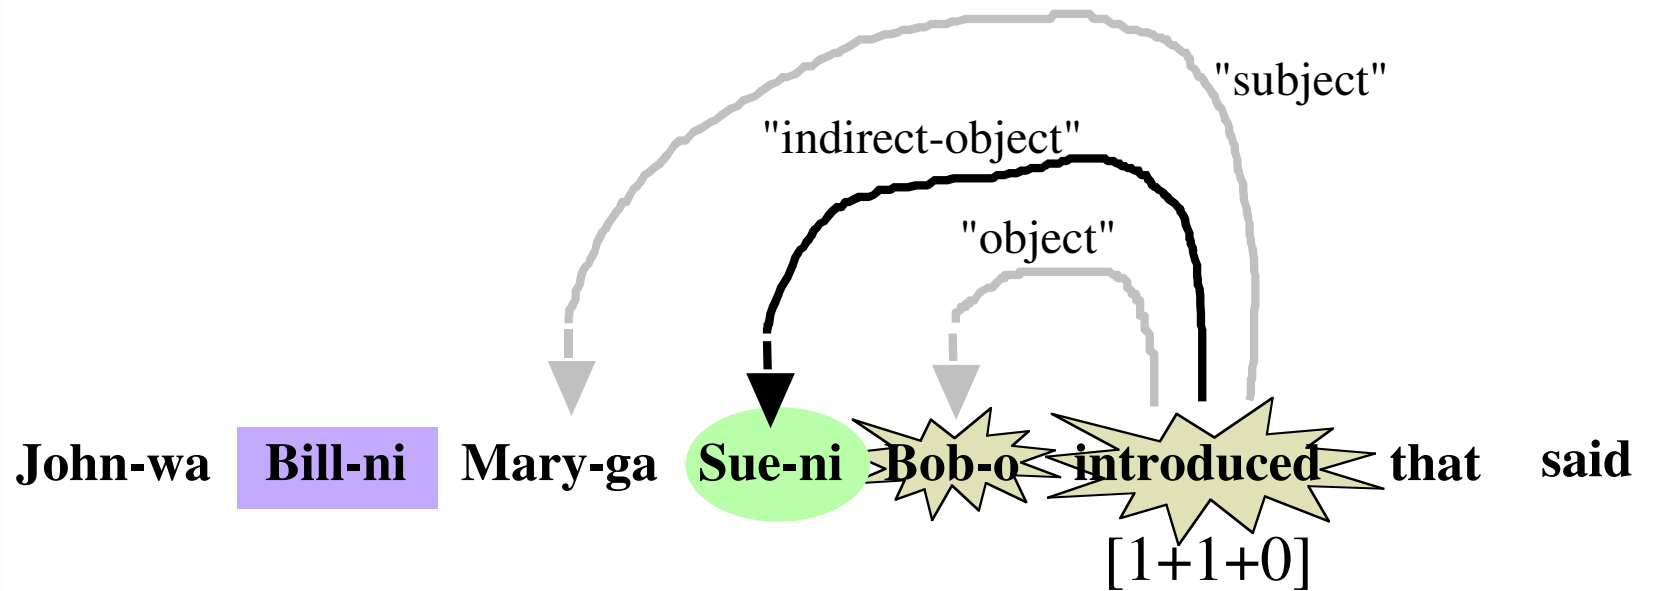 "subject"
"indirect-object"
"object"
John-wa Bill-ni Mary-ga Sue-ni Bob-o introduced that said
[1+1+0]